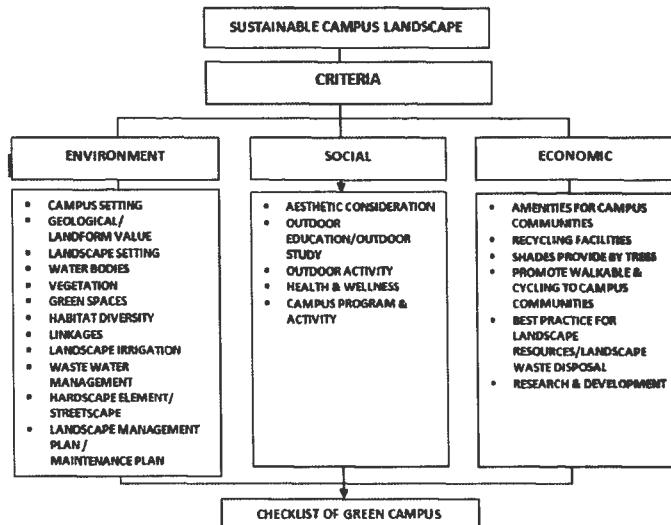 SUSTAINABLE CAMPUS LANDSCAPE
CRITERIA
ENVIRONMENT
• CAMPUS SETTING
• GEOLOGICAL/
LANDFORM VALUE
• LANDSCAPE SETTING
• WATER BODIES
• VEGETATION
• GREEN SPACES
• HABITAT DIVERSITY
• LINKAGES
• LANDSCAPE IRRIGATION
• WASTE WATER
MANAGEMENT
• HARDSCAPE ELEMENT/
STREETSCAPE
• LANDSCAPE MANAGEMENT
PLAN /
MAINTENANCE PLAN
SOCIAL
• AESTHETIC CONSIDERATION
• OUTDOOR
EDUCATION/OUTDOOR
STUDY
• OUTDOOR ACTIVITY
• HEALTH & WELLNESS
• CAMPUS PROGRAM &
ACTIVITY
ECONOMIC
• AMENITIES FOR CAMPUS
COMMUNITIES
• RECYCLING FACILITIES
• SHADES PROVIDE BY TREES
• PROMOTE WALKABLE &
CYCLING TO CAMPUS
COMMUNITIES
• BEST PRACTICE FOR
LANDSCAPE
RESOURCES/LANDSCAPE
WASTE DISPOSAL
• RESEARCH & DEVELOPMENT
CHECKLIST OF GREEN CAMPUS